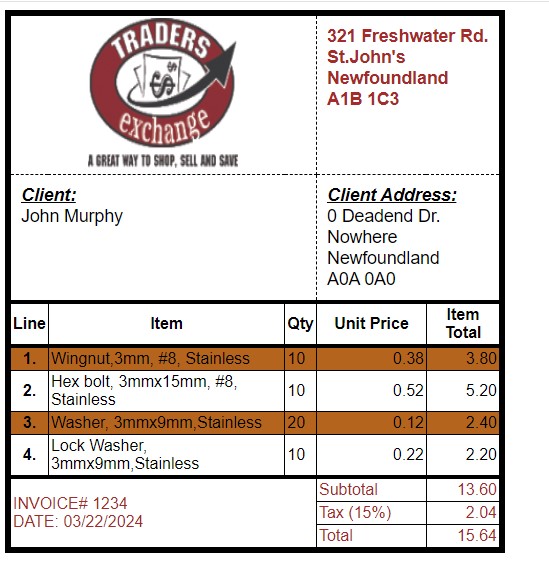 TRADERS
exchange
A GREAT WAY TO SHOP, SELL AND SAVE
321 Freshwater Rd.
St.John's
Newfoundland
A1B 1C3
Client:
John Murphy
Client Address:
0 Deadend Dr.
Nowhere
Newfoundland
A0A 0A0
Line Item Qty Unit Price Item Total
1. Wingnut,3mm, #8, Stainless 10 0.38 3.80
2. Hex bolt, 3mmx15mm, #8,
Stainless 10 0.52 5.20
3. Washer, 3mmx9mm,Stainless 20 0.12 2.40
4. Lock Washer,
3mmx9mm,Stainless 10 0.22 2.20
INVOICE# 1234
DATE: 03/22/2024
Subtotal 13.60
Tax (15%) 2.04
Total 15.64